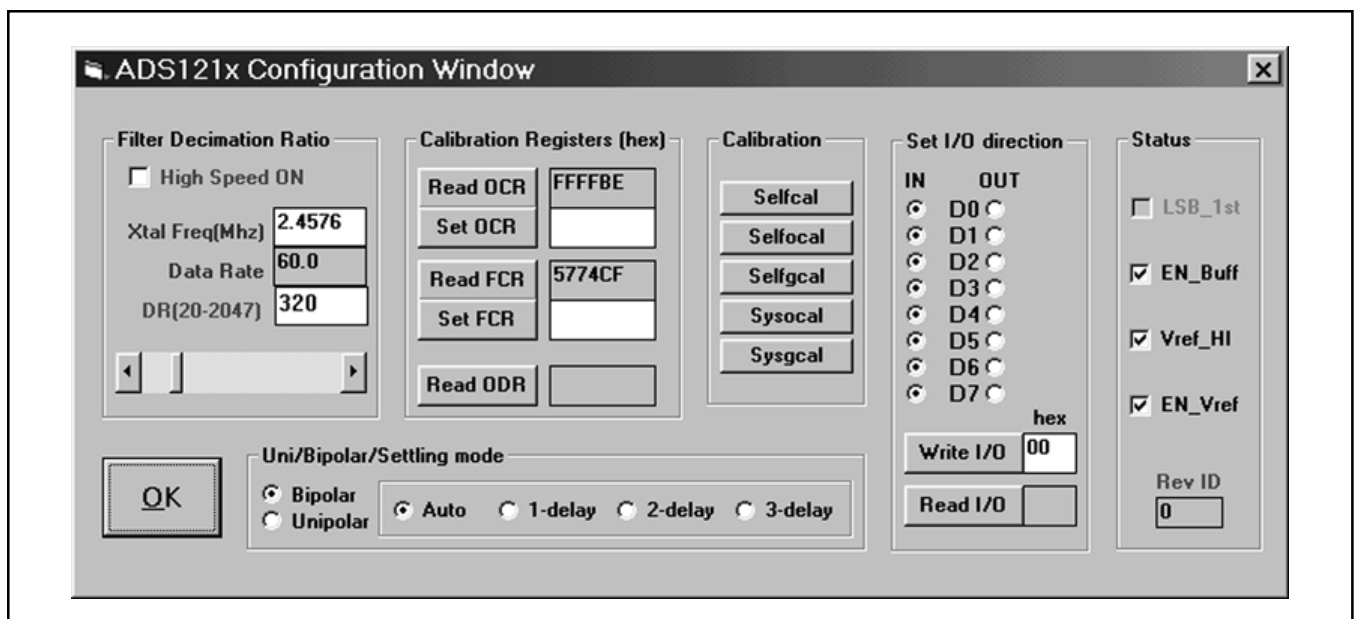 ADS121x Configuration Window
Filter Decimation Ratio
High Speed ON
Xtal Freq(Mhz) 2.4576
Data Rate 60.0
DR(20-2047) 320
Calibration Registers (hex)
Read OCR FFFFBE
Set OCR
Read FCR 5774CF
Set FCR
Read ODR
Calibration
Selfcal
Selfocal
Selfgcal
Sysocal
Sysgcal
Set I/O direction
IN OUT
D0
D1
D2
D3
D4
D5
D6
D7
hex
Write I/O 00
Read I/O
Status
LSB_1st
EN_Buff
Vref_HI
EN_Vref
Rev ID
0
OK
Uni/Bipolar/Settling mode
Bipolar
Unipolar
Auto 1-delay 2-delay 3-delay